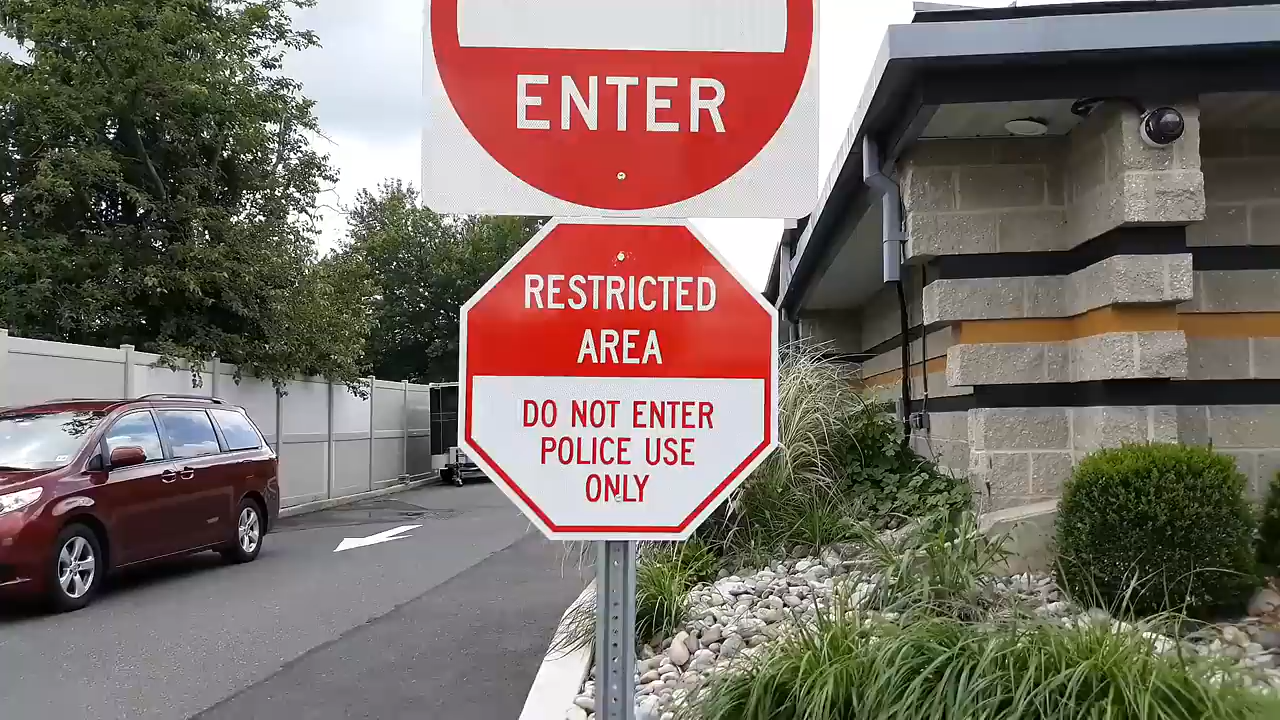 ENTER
RESTRICTED
AREA
DO NOT ENTER
POLICE USE
ONLY